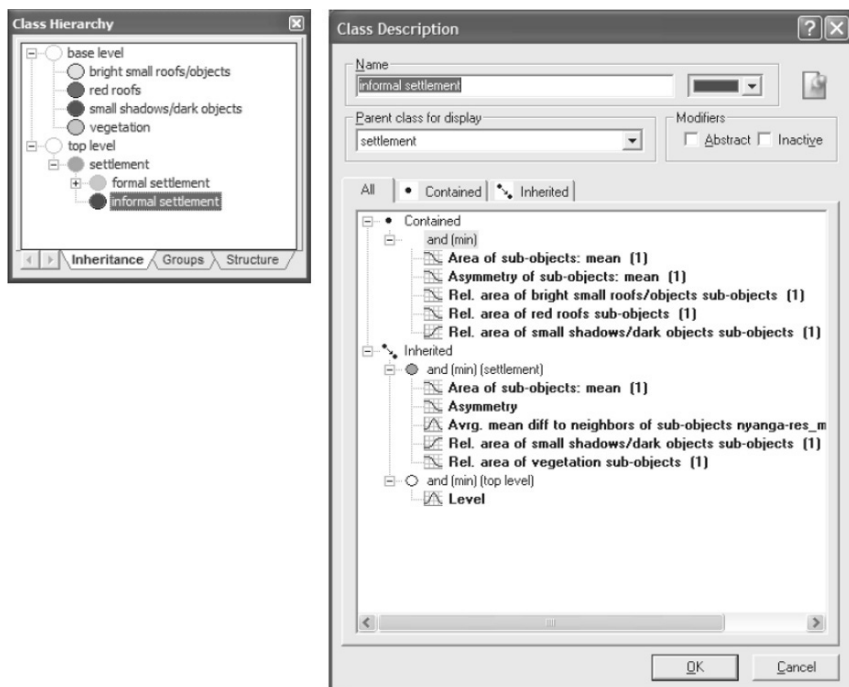 Class Hierarchy
base level
bright small roofs/objects
red roofs
small shadows/dark objects
vegetation
top level
settlement
formal settlement
informal settlement
Inheritance Groups Structure
Class Description
Name
informal settlement
Parent class for display
settlement
Modifiers
Abstract Inactive
All Contained Inherited
Contained
and (min)
Area of sub-objects: mean (1)
Asymmetry of sub-objects: mean (1)
Rel. area of bright small roofs/objects sub-objects (1)
Rel. area of red roofs sub-objects (1)
Rel. area of small shadows/dark objects sub-objects (1)
Inherited
and (min) (settlement)
Area of sub-objects: mean (1)
Asymmetry
Avrg. mean diff to neighbors of sub-objects nyanga-res_m
Rel. area of small shadows/dark objects sub-objects (1)
Rel. area of vegetation sub-objects (1)
and (min) (top level)
Level
OK Cancel